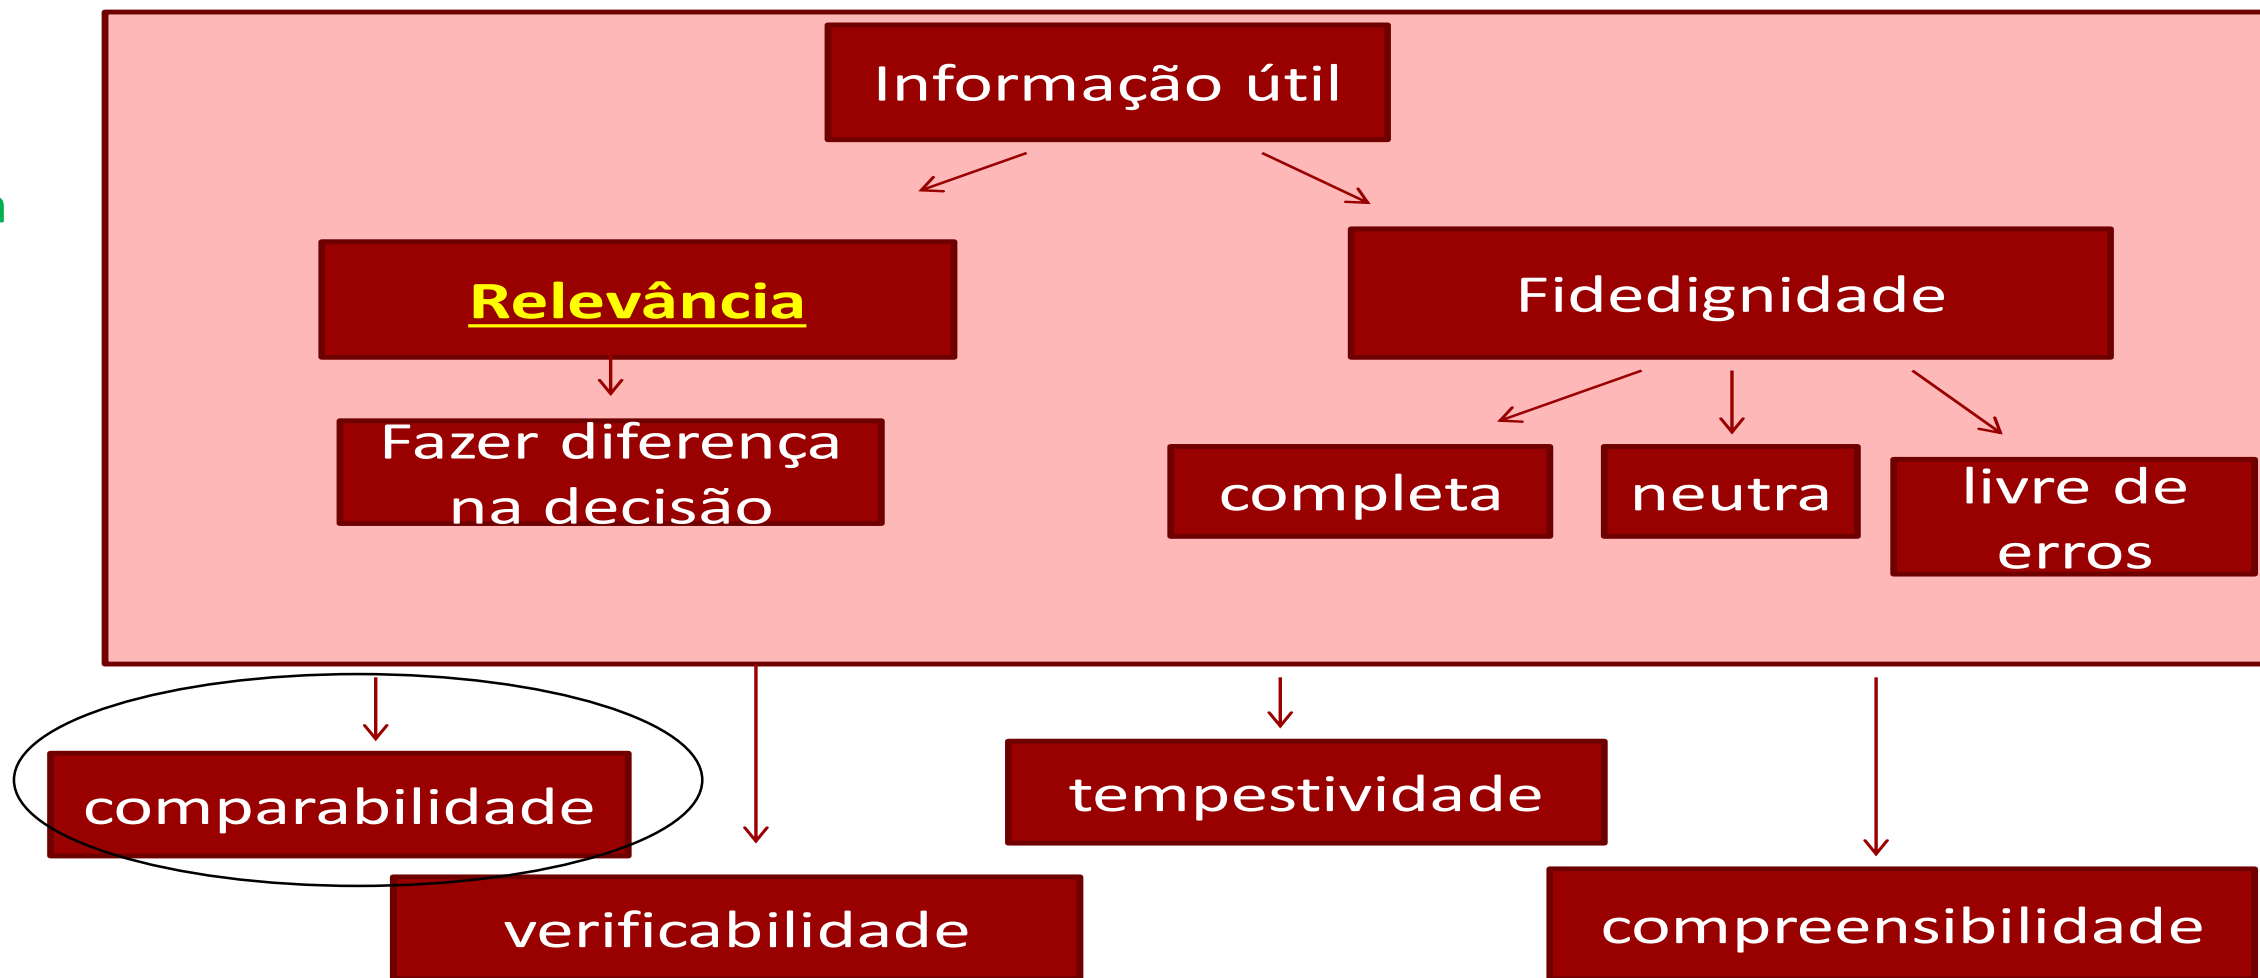 Informação útil
Relevância
Fidedignidade
Fazer diferença
na decisão
completa
neutra
livre de
erros
comparabilidade
tempestividade
verificabilidade
compreensibilidade